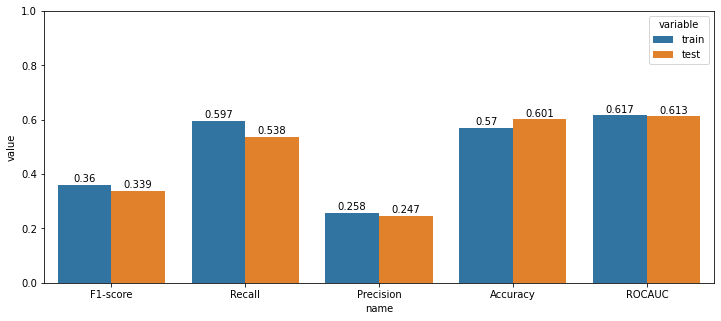 1.0
0.8
0.6
0.4
0.2
0.0
value
variable
train
test
0.36
0.339
0.597
0.538
0.258
0.247
0.57
0.601
0.617
0.613
F1-score
Recall
Precision
Accuracy
ROCAUC
name